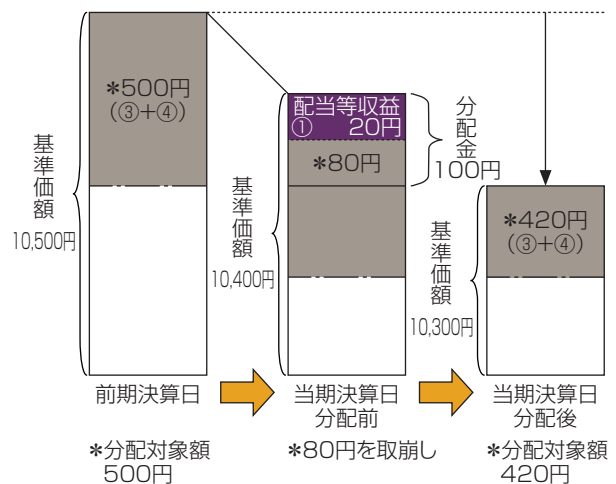 *500円
(③+④)
基準価額
10,500円
配当等収益
① 20円
*80円
分配金
100円
基準価額
10,400円
*420円
(③+④)
基準価額
10,300円
前期決算日
当期決算日
分配前
当期決算日
分配後
*分配対象額
500円
*80円を取崩し
*分配対象額
420円